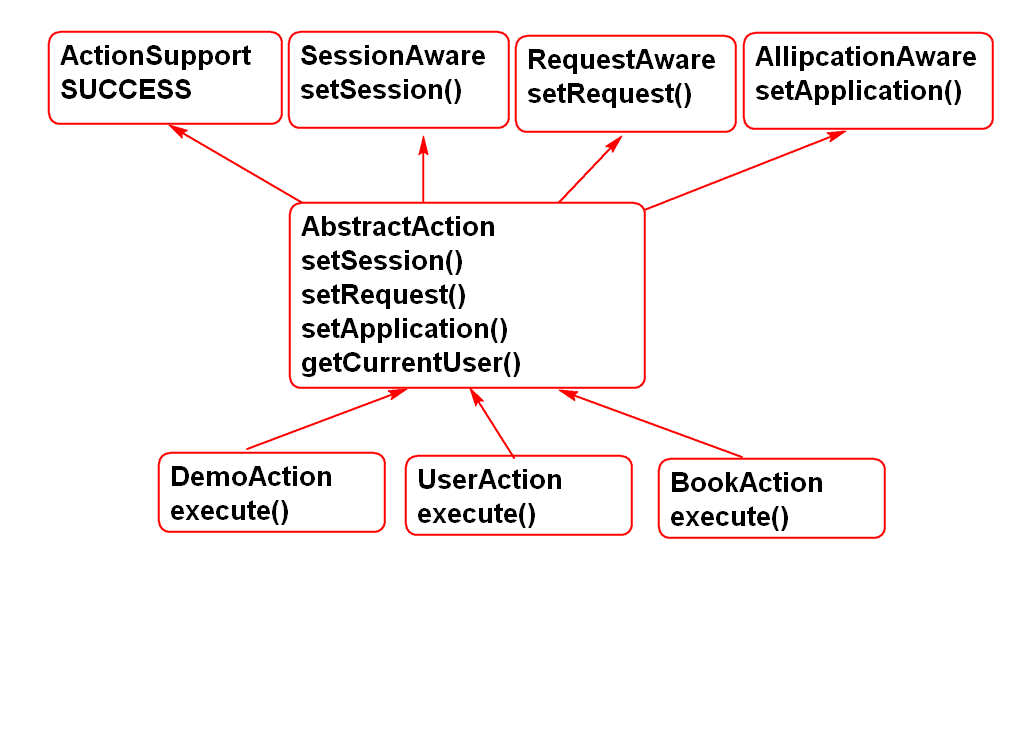 ActionSupport
SUCCESS
SessionAware
setSession()
RequestAware
setRequest()
AllipcationAware
setApplication()
AbstractAction
setSession()
setRequest()
setApplication()
getCurrentUser()
DemoAction
execute()
UserAction
execute()
BookAction
execute()